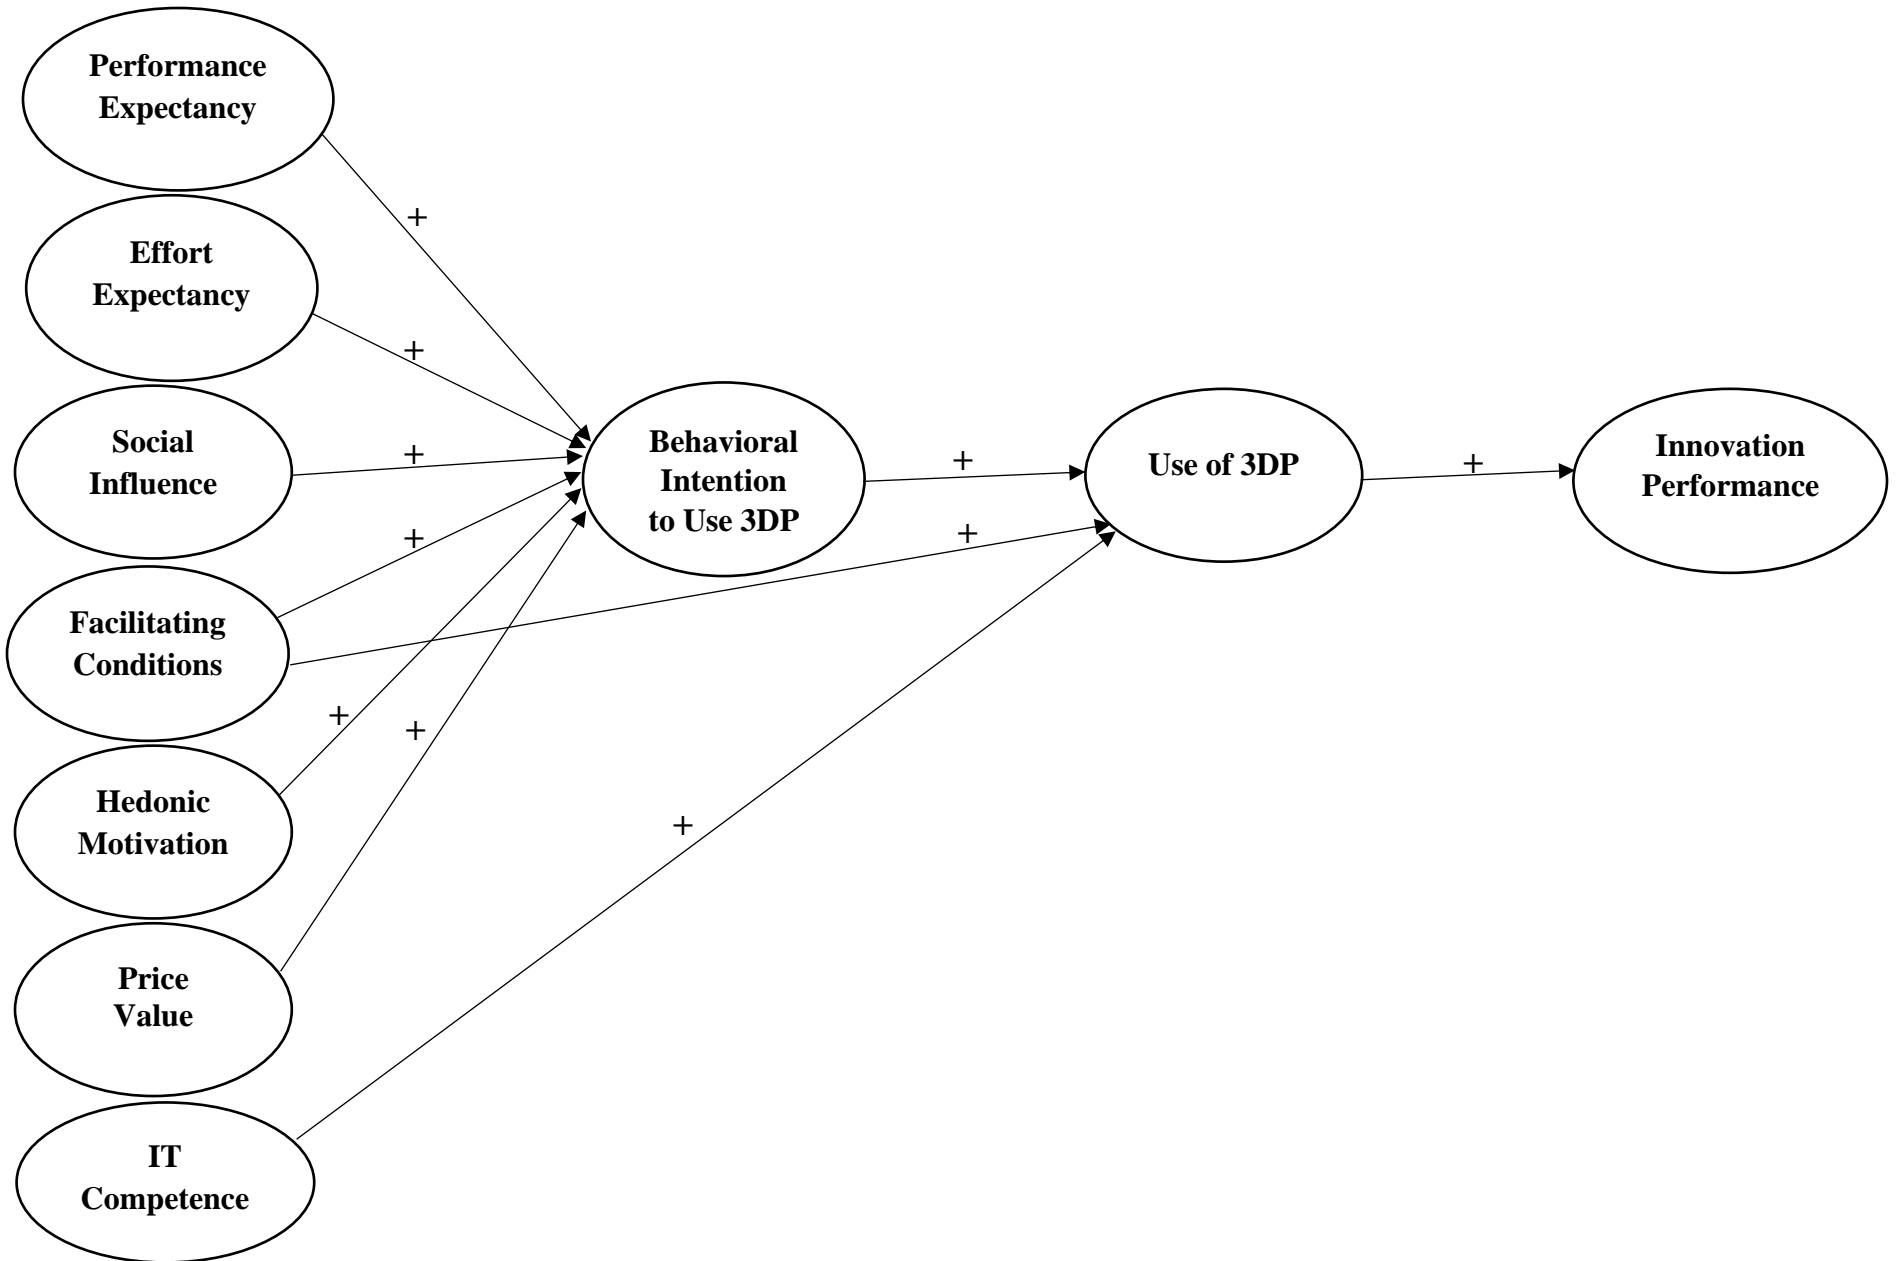 Performance
Expectancy
+
Effort
Expectancy
+
Social
Influence
+
Facilitating
Conditions
+
+
Hedonic
Motivation
+
Price
Value
+
IT
Competence
+
Behavioral
Intention
to Use 3DP
+
Use of 3DP
+
Innovation
Performance